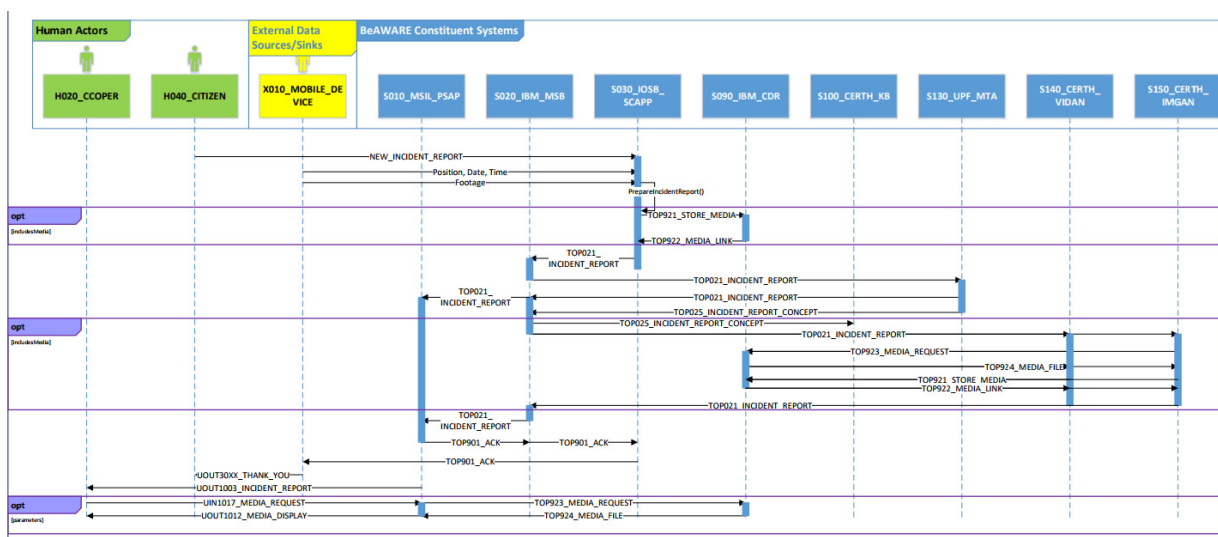 Human Actors
External Data
Sources/Sinks
BeAWARE Constituent Systems
H020_CCOPER
H040_CITIZEN
X010_MOBILE_DE
VICE
S010_MSIL_PSAP
S020_IBM_MSB
S030_IOSB_
SCAPP
S090_IBM_CDR
S100_CERTH_KB
S130_UPF_MTA
S140_CERTH_
VIDAN
S150_CERTH_
IMGAN
NEW_INCIDENT_REPORT
Position, Date, Time
Footage
PrepareIncidentReport()
opt
[includesMedia]
TOP921_STORE_MEDIA
TOP922_MEDIA_LINK
TOP021_
INCIDENT_REPORT
TOP021_INCIDENT_REPORT
TOP021_
INCIDENT_REPORT
TOP021_INCIDENT_REPORT
TOP025_INCIDENT_REPORT_CONCEPT
opt
[includesMedia]
TOP025_INCIDENT_REPORT_CONCEPT
TOP021_INCIDENT_REPORT
TOP923_MEDIA_REQUEST
TOP924_MEDIA_FILE
TOP921_STORE_MEDIA
TOP922_MEDIA_LINK
TOP021_INCIDENT_REPORT
TOP021_
INCIDENT_REPORT
TOP901_ACK
TOP901_ACK
TOP901_ACK
UOUT30XX_THANK_YOU
UOUT1003_INCIDENT_REPORT
opt
[parameters]
UIN1017_MEDIA_REQUEST
TOP923_MEDIA_REQUEST
UOUT1012_MEDIA_DISPLAY
TOP924_MEDIA_FILE